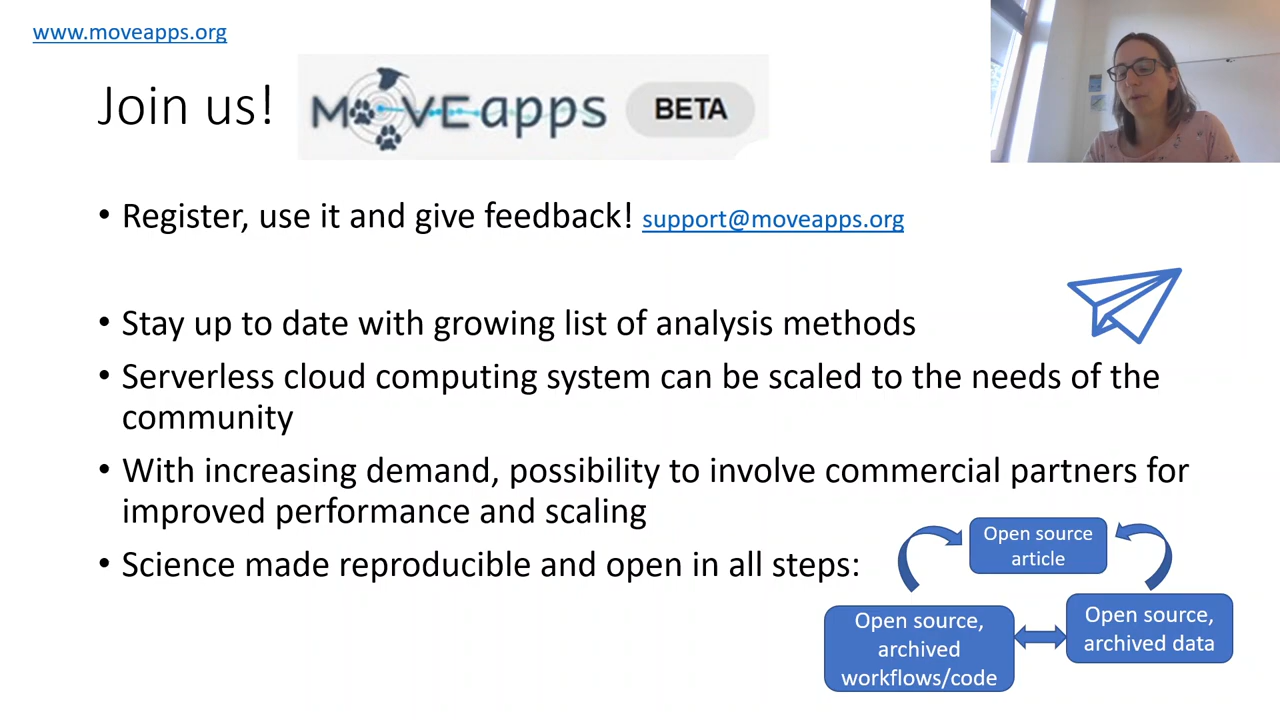 www.moveapps.org
Join us!
MOVEapps
BETA
• Register, use it and give feedback! support@moveapps.org
• Stay up to date with growing list of analysis methods
• Serverless cloud computing system can be scaled to the needs of the
community
• With increasing demand, possibility to involve commercial partners for
improved performance and scaling
• Science made reproducible and open in all steps:
Open source
article
Open source,
archived
workflows/code
Open source,
archived data